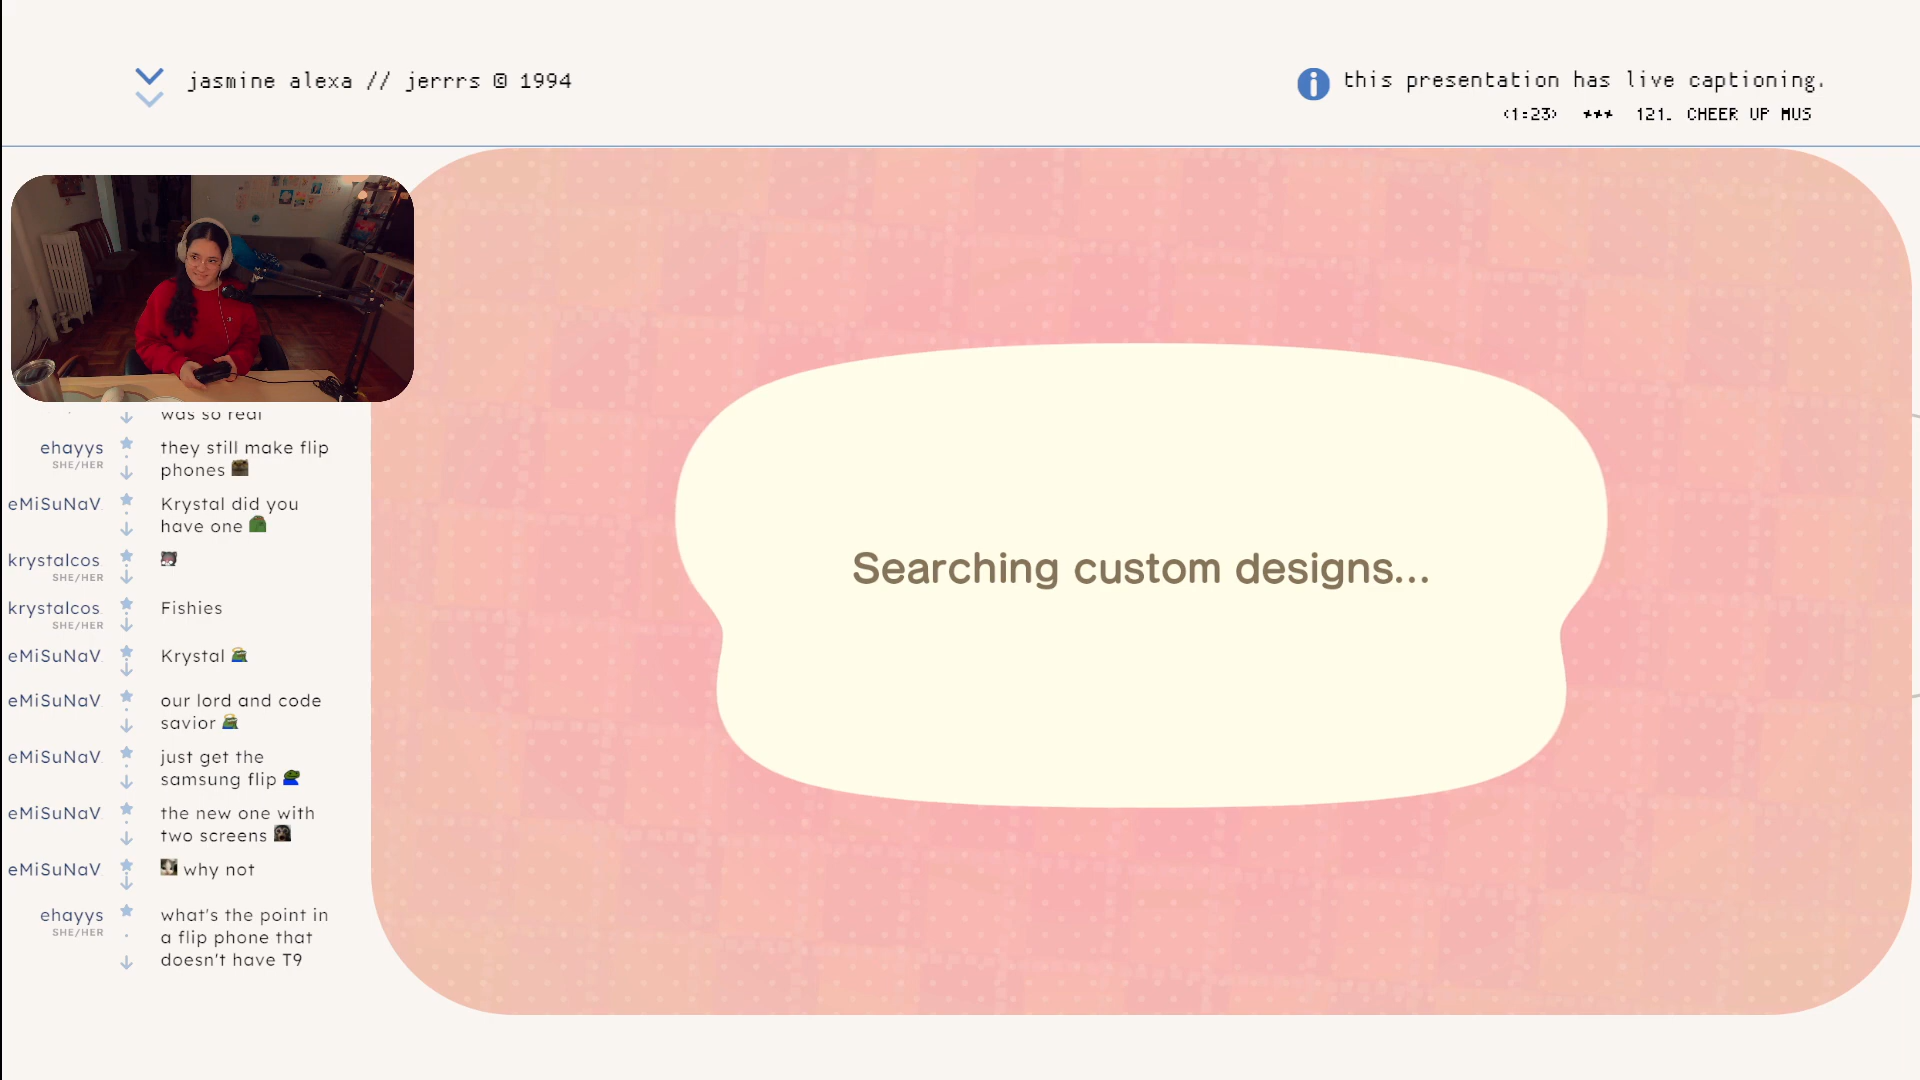 jasmine alexa // jerrrs © 1994
this presentation has live captioning.
<1:23> *** 121. CHEER UP MUS
was so real
ehayys
SHE/HER
they still make flip
phones
eMiSuNaV
Krystal did you
have one
krystalcos
SHE/HER
krystalcos
SHE/HER
Fishies
eMiSuNaV
Krystal
eMiSuNaV
our lord and code
savior
eMiSuNaV
just get the
samsung flip
eMiSuNaV
the new one with
two screens
eMiSuNaV
why not
ehayys
SHE/HER
what's the point in
a flip phone that
doesn't have T9
Searching custom designs...